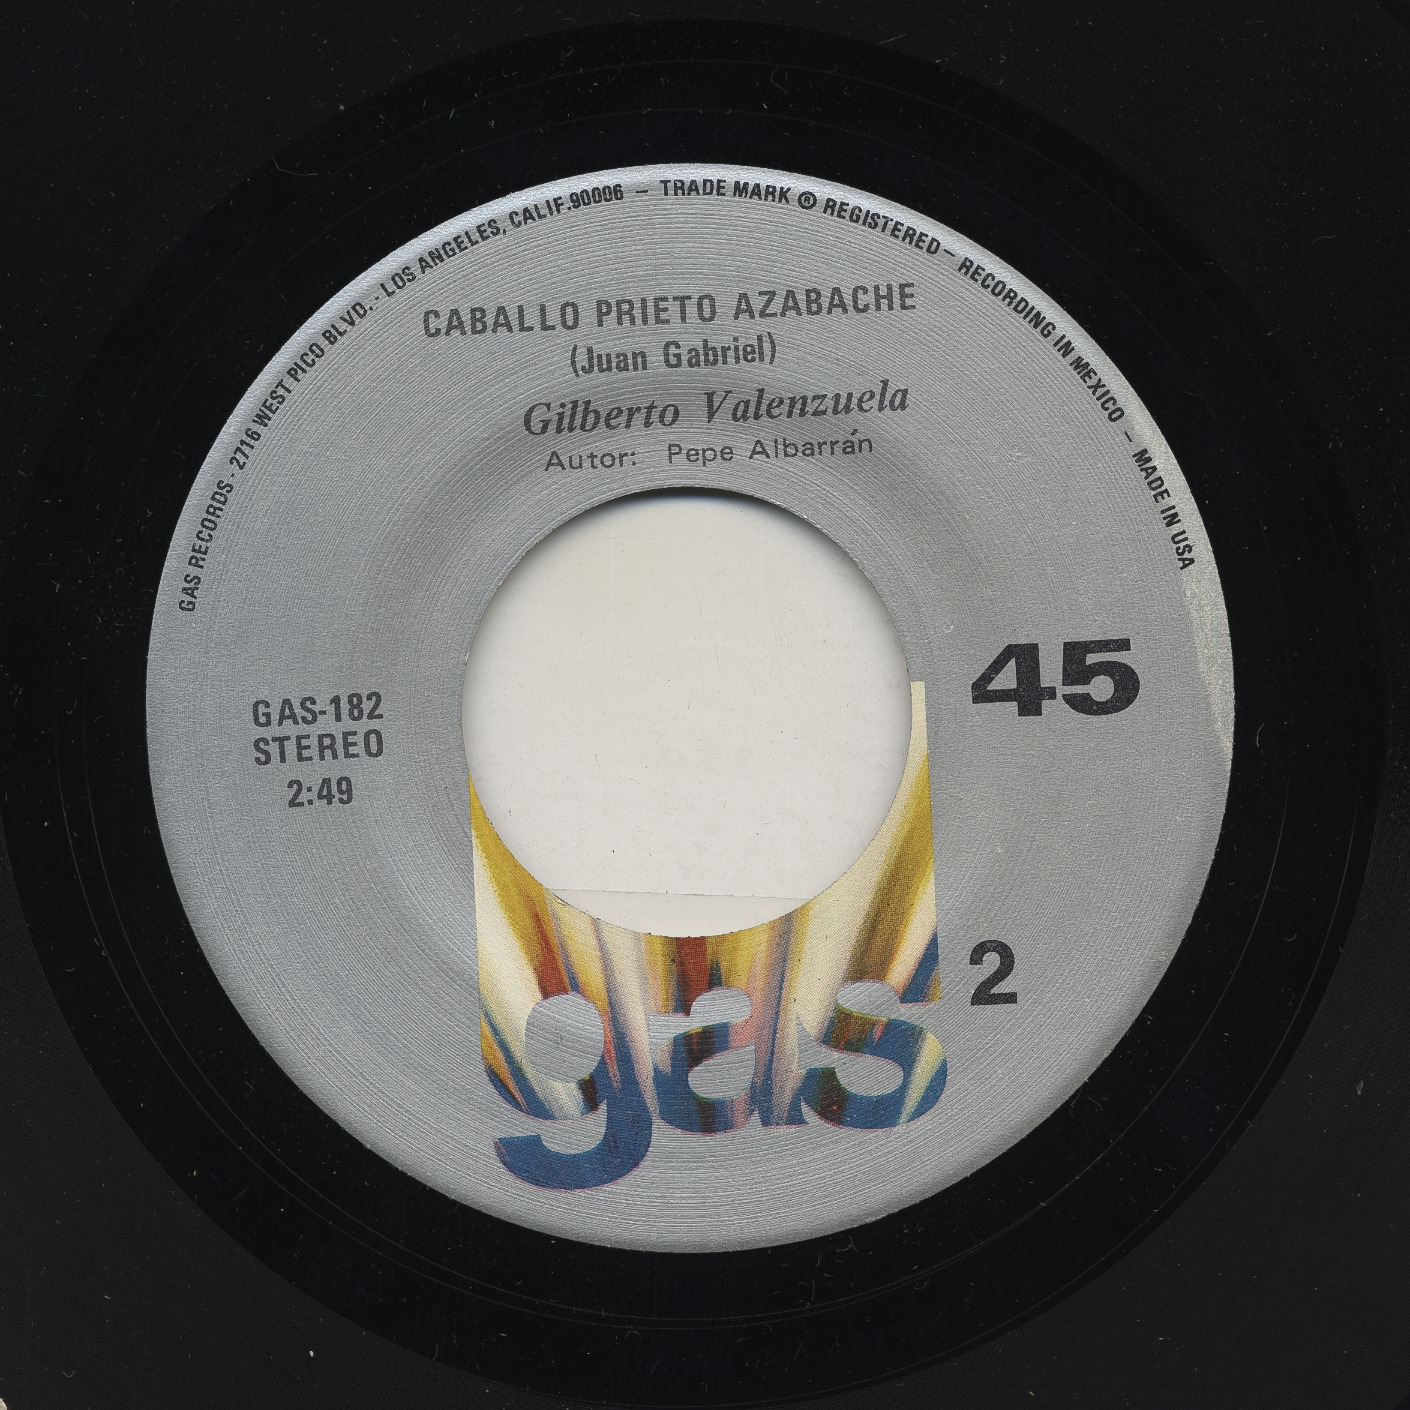 GAS RECORDS - 2716 WEST PICO BLVD. - LOS ANGELES, CALIF. 90006 - TRADE MARK ® REGISTERED - RECORDING IN MEXICO - MADE IN USA
CABALLO PRIETO AZABACHE
(Juan Gabriel)
Gilberto Valenzuela
Autor: Pepe Albarrán
45
GAS-182
STEREO
2:49
2
gas